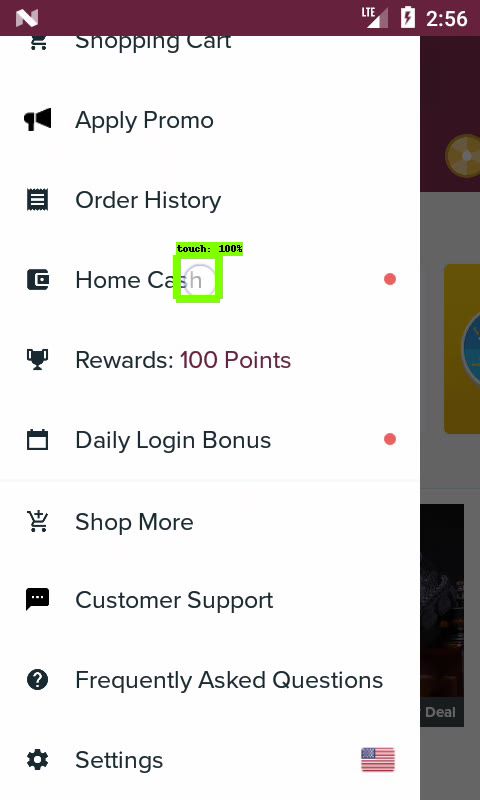 LTE 2:56
Shopping Cart
Apply Promo
Order History
touch: 100%
Home Cash
Rewards: 100 Points
Daily Login Bonus
Shop More
Customer Support
Frequently Asked Questions
Deal
Settings